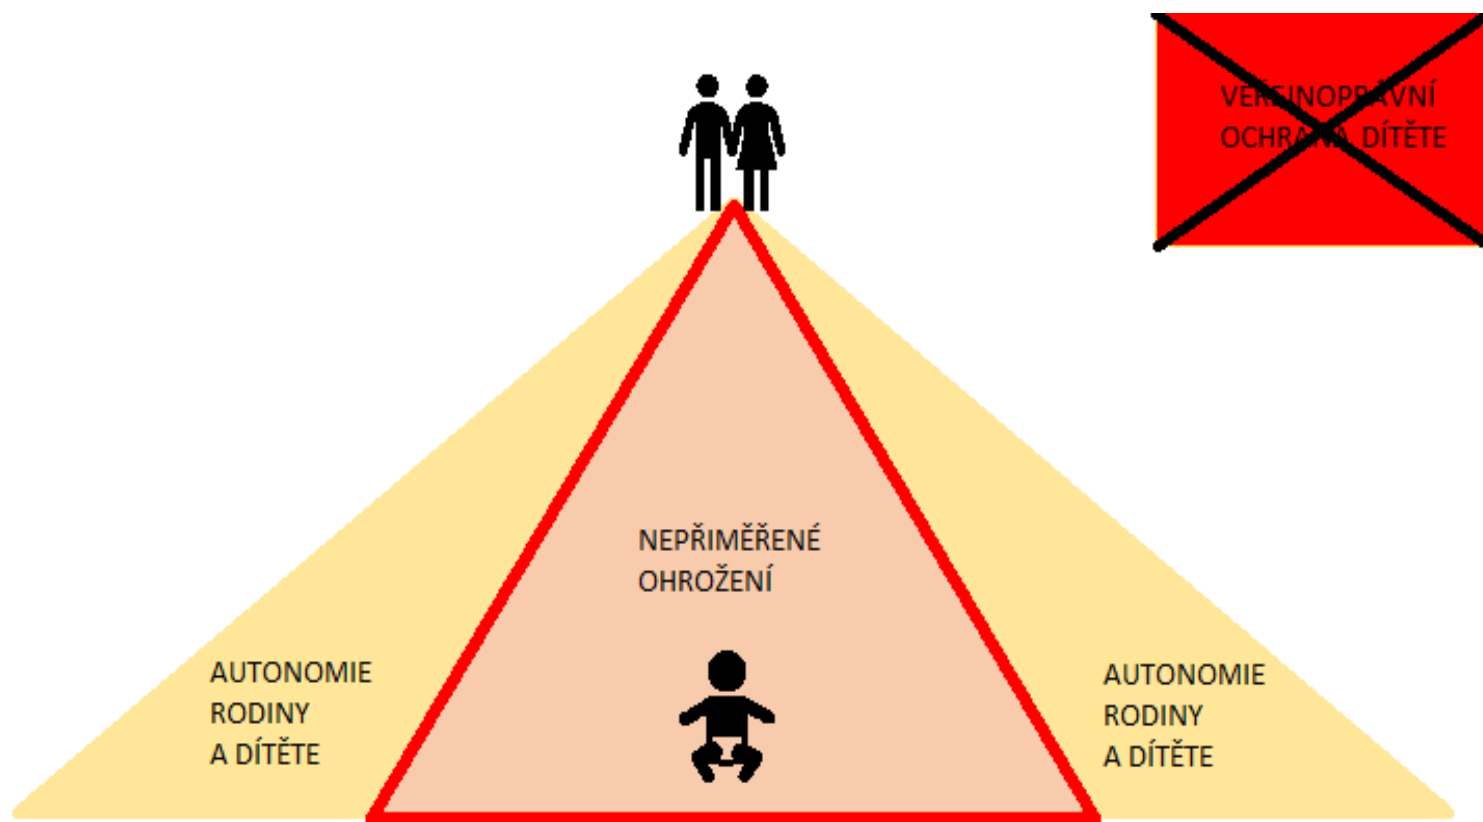 VEŘEJNOPRÁVNÍ
OCHRANA DÍTĚTE
NEPŘIMĚŘENÉ
OHROŽENÍ
AUTONOMIE
RODINY
A DÍTĚTE
AUTONOMIE
RODINY
A DÍTĚTE